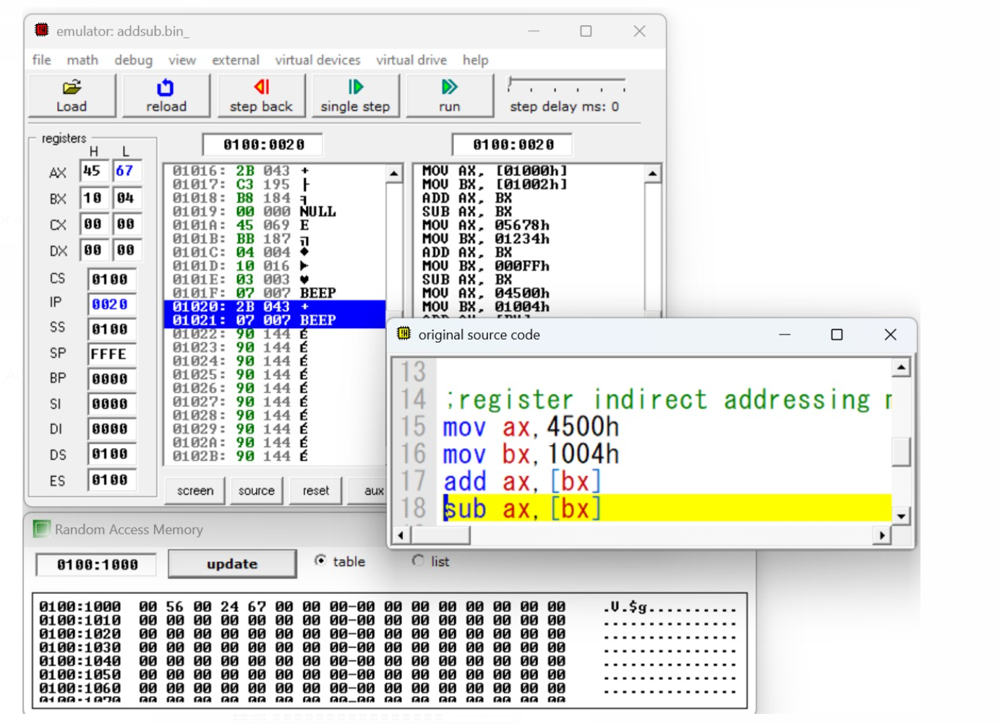 emulator: addsub.bin_
file math debug view external virtual devices virtual drive help
Load reload step back single step run step delay ms: 0
registers
H L
AX 45 67
BX 10 04
CX 00 00
DX 00 00
CS 0100
IP 0020
SS 0100
SP FFFE
BP 0000
SI 0000
DI 0000
DS 0100
ES 0100
0100:0020
01016: 2B 043 +
01017: C3 195 ├
01018: B8 184 ╕
01019: 00 000 NULL
0101A: 45 069 E
0101B: BB 187 ╗
0101C: 04 004 ♦
0101D: 10 016 ►
0101E: 03 003 ♥
0101F: 07 007 BEEP
01020: 2B 043 +
01021: 07 007 BEEP
01022: 90 144 É
01023: 90 144 É
01024: 90 144 É
01025: 90 144 É
01026: 90 144 É
01027: 90 144 É
01028: 90 144 É
01029: 90 144 É
0102A: 90 144 É
0102B: 90 144 É
0100:0020
MOV AX, [01000h]
MOV BX, [01002h]
ADD AX, BX
SUB AX, BX
MOV AX, 05678h
MOV BX, 01234h
ADD AX, BX
MOV BX, 000FFh
SUB AX, BX
MOV AX, 04500h
MOV BX, 01004h
screen source reset aux
original source code
13
14 ;register indirect addressing
15 mov ax,4500h
16 mov bx,1004h
17 add ax,[bx]
18 sub ax,[bx]
Random Access Memory
0100:1000 update table list
0100:1000 00 56 00 24 67 00 00 00-00 00 00 00 00 00 00 00 .V.$g...........
0100:1010 00 00 00 00 00 00 00 00-00 00 00 00 00 00 00 00 ................
0100:1020 00 00 00 00 00 00 00 00-00 00 00 00 00 00 00 00 ................
0100:1030 00 00 00 00 00 00 00 00-00 00 00 00 00 00 00 00 ................
0100:1040 00 00 00 00 00 00 00 00-00 00 00 00 00 00 00 00 ................
0100:1050 00 00 00 00 00 00 00 00-00 00 00 00 00 00 00 00 ................
0100:1060 00 00 00 00 00 00 00 00-00 00 00 00 00 00 00 00 ................